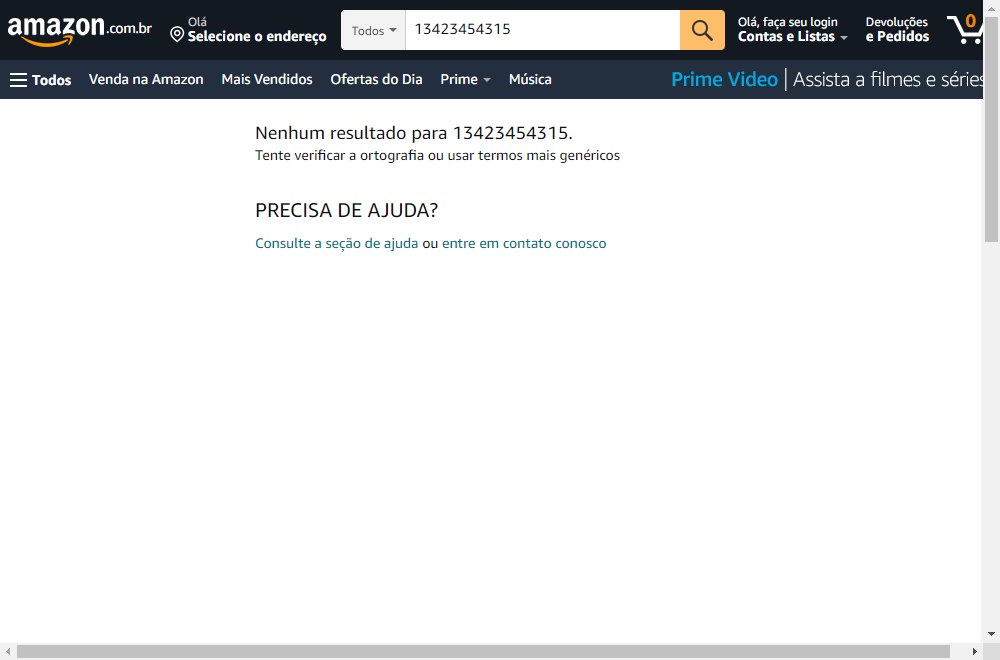 amazon.com.br
Olá
Selecione o endereço
Todos
13423454315
Olá, faça seu login
Contas e Listas
Devoluções
e Pedidos
0
Todos
Venda na Amazon
Mais Vendidos
Ofertas do Dia
Prime
Música
Prime Video | Assista a filmes e séries
Nenhum resultado para 13423454315.
Tente verificar a ortografia ou usar termos mais genéricos
PRECISA DE AJUDA?
Consulte a seção de ajuda ou entre em contato conosco